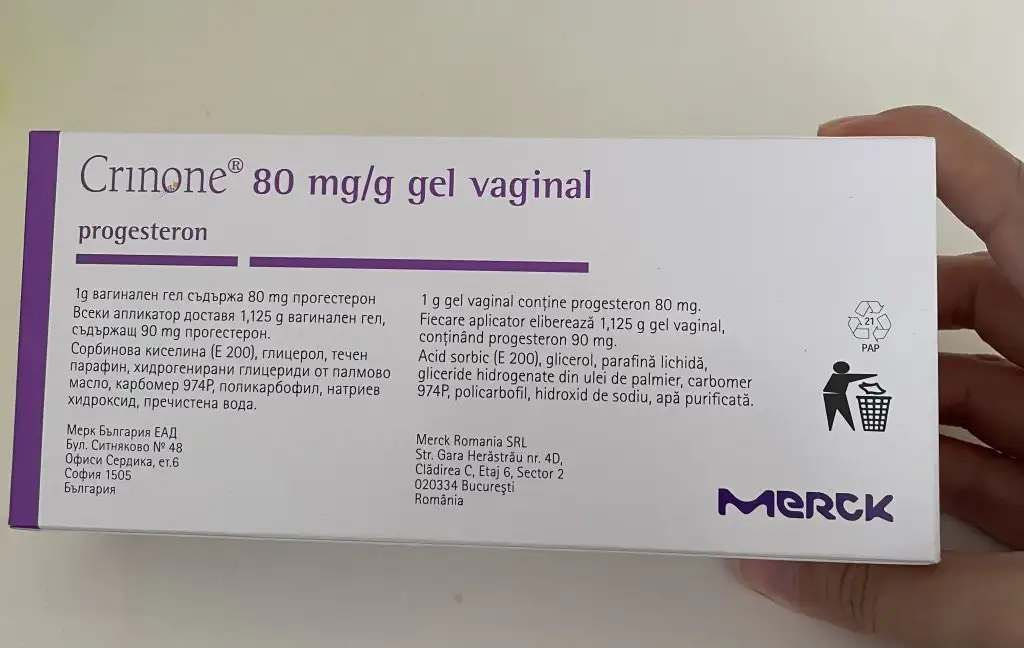 Crinone® 80 mg/g gel vaginal
progesteron
1g вагинален гел съдържа 80 mg прогестерон
Всеки апликатор доставя 1,125 g вагинален гел,
съдържащ 90 mg прогестерон.
Сорбинова киселина (E 200), глицерол, течен
парафин, хидрогенирани глицериди от палмово
масло, карбомер 974P, поликарбофил, натриев
хидроксид, пречистена вода.
Мерк България ЕАД
Бул. Ситняково № 48
Офиси Сердика, ет.6
София 1505
България
1 g gel vaginal conține progesteron 80 mg.
Fiecare aplicator eliberează 1,125 g gel vaginal,
conținând progesteron 90 mg.
Acid sorbic (E 200), glicerol, parafină lichidă,
gliceride hidrogenate din ulei de palmier, carbomer
974P, policarbofil, hidroxid de sodiu, apă purificată.
Merck Romania SRL
Str. Gara Herăstrău nr. 4D,
Clădirea C, Etaj 6, Sector 2
020334 Bucureşti
România
21
PAP
MERCK